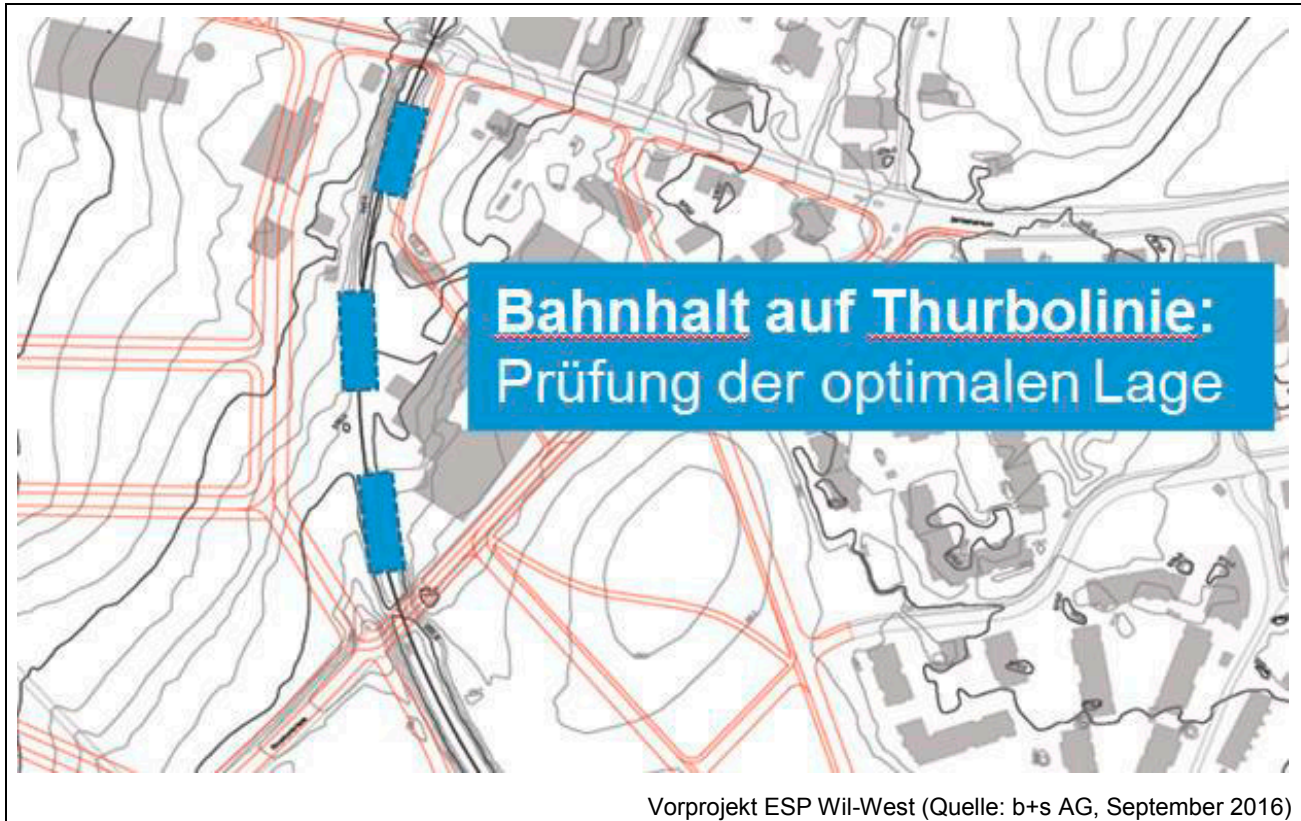 Bahnhalt auf Thurbolinie:
Prüfung der optimalen Lage
Vorprojekt ESP Wil-West (Quelle: b+s AG, September 2016)